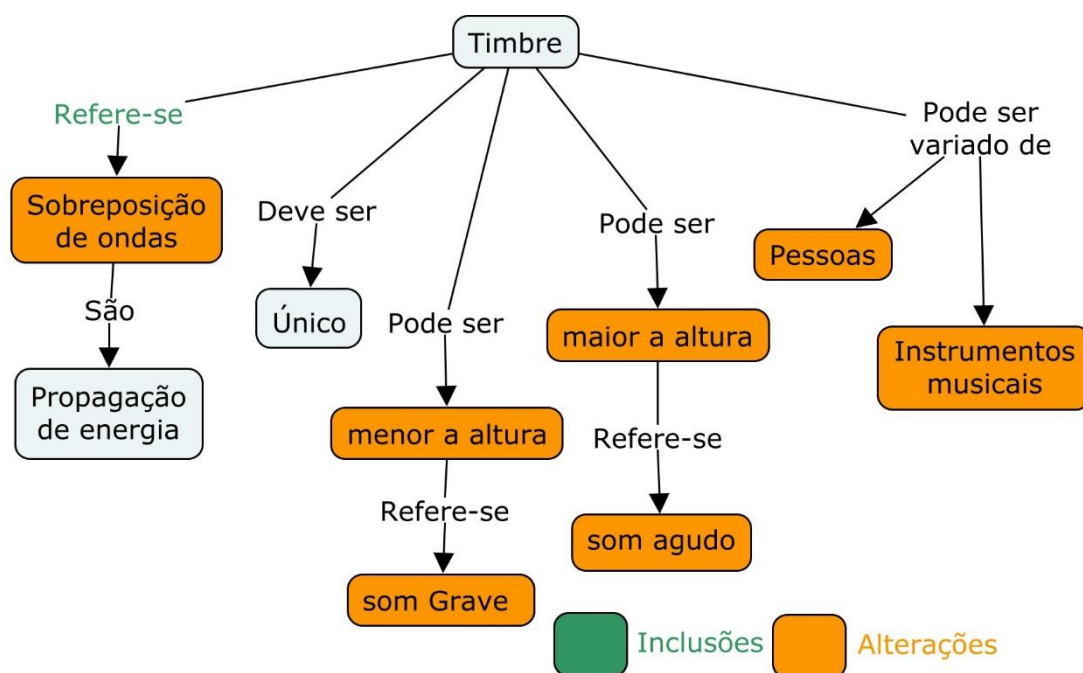 Timbre
Refere-se
Sobreposição
de ondas
São
Propagação
de energia
Deve ser
Único
Pode ser
menor a altura
Refere-se
som Grave
Pode ser
maior a altura
Refere-se
som agudo
Pode ser
variado de
Pessoas
Instrumentos
musicais
Inclusões
Alterações